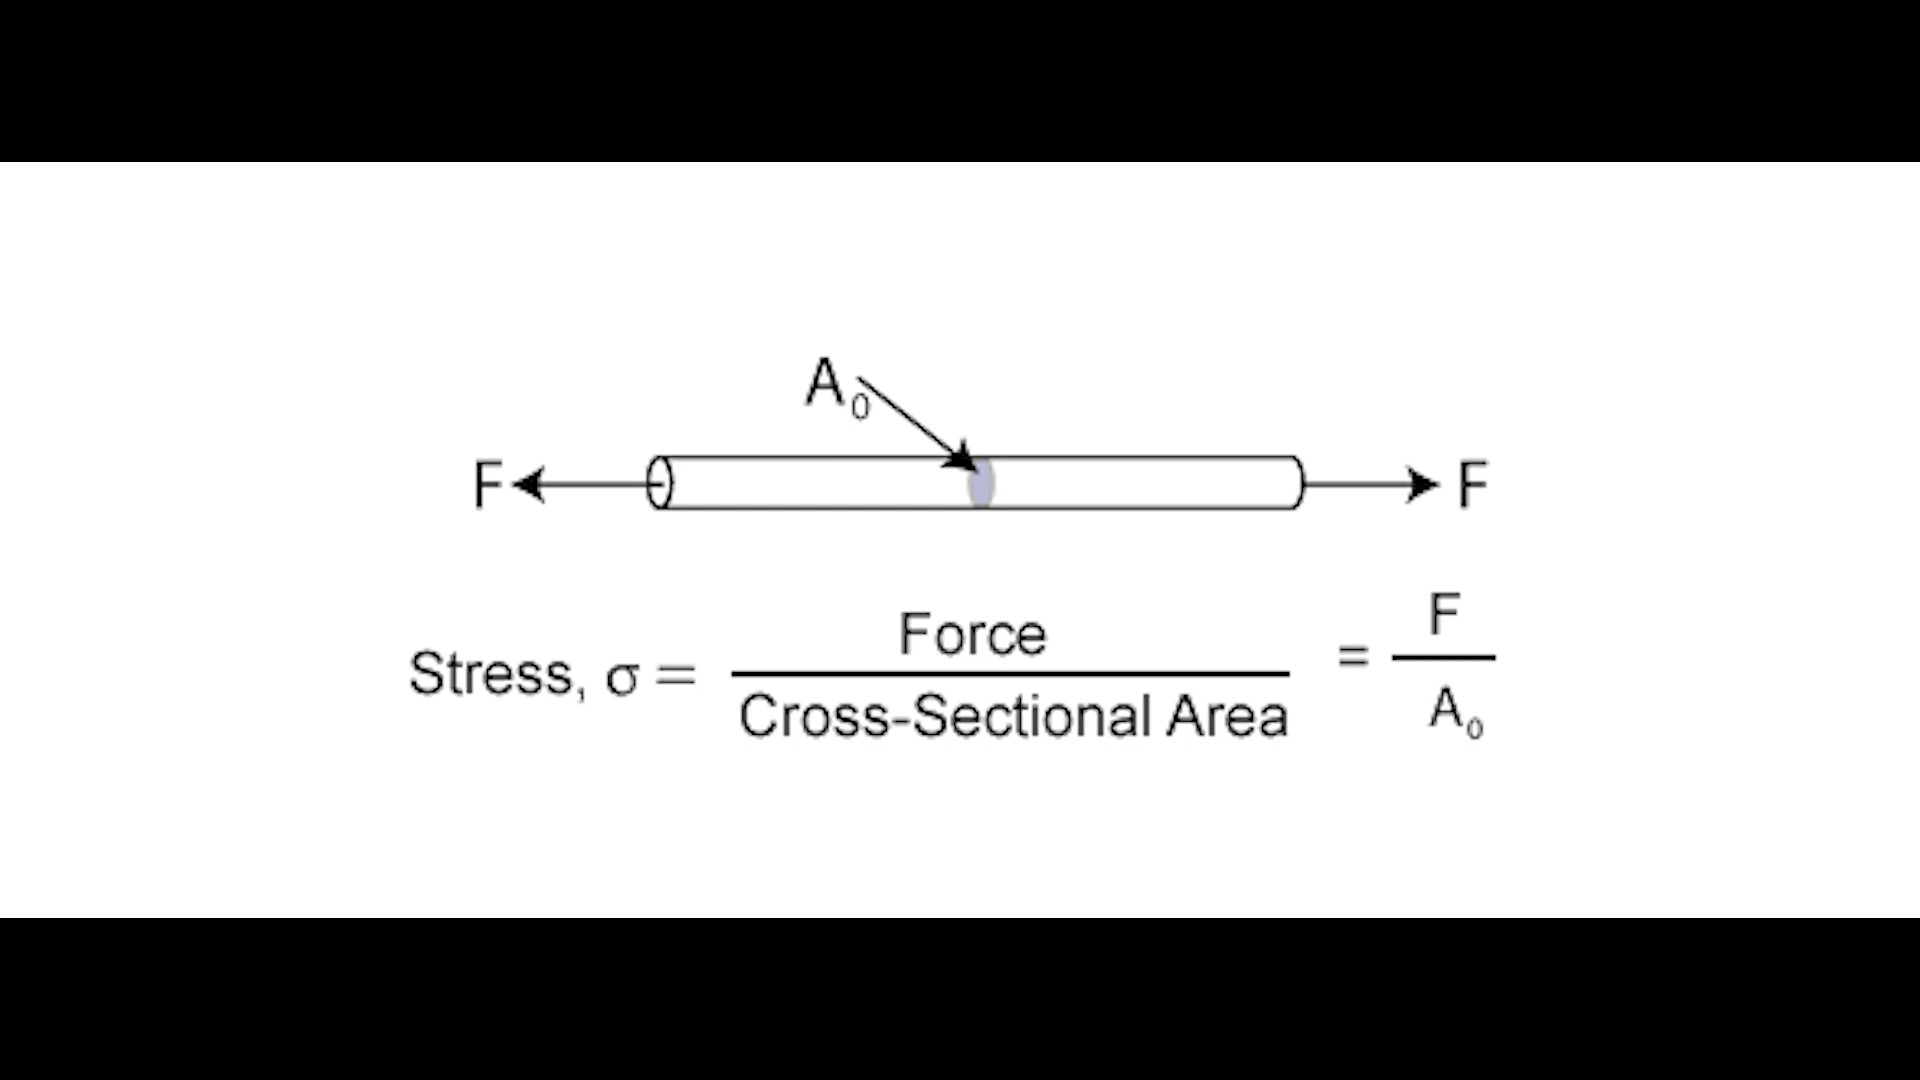 A₀
F F
Stress, σ = Force / Cross-Sectional Area = F / A₀